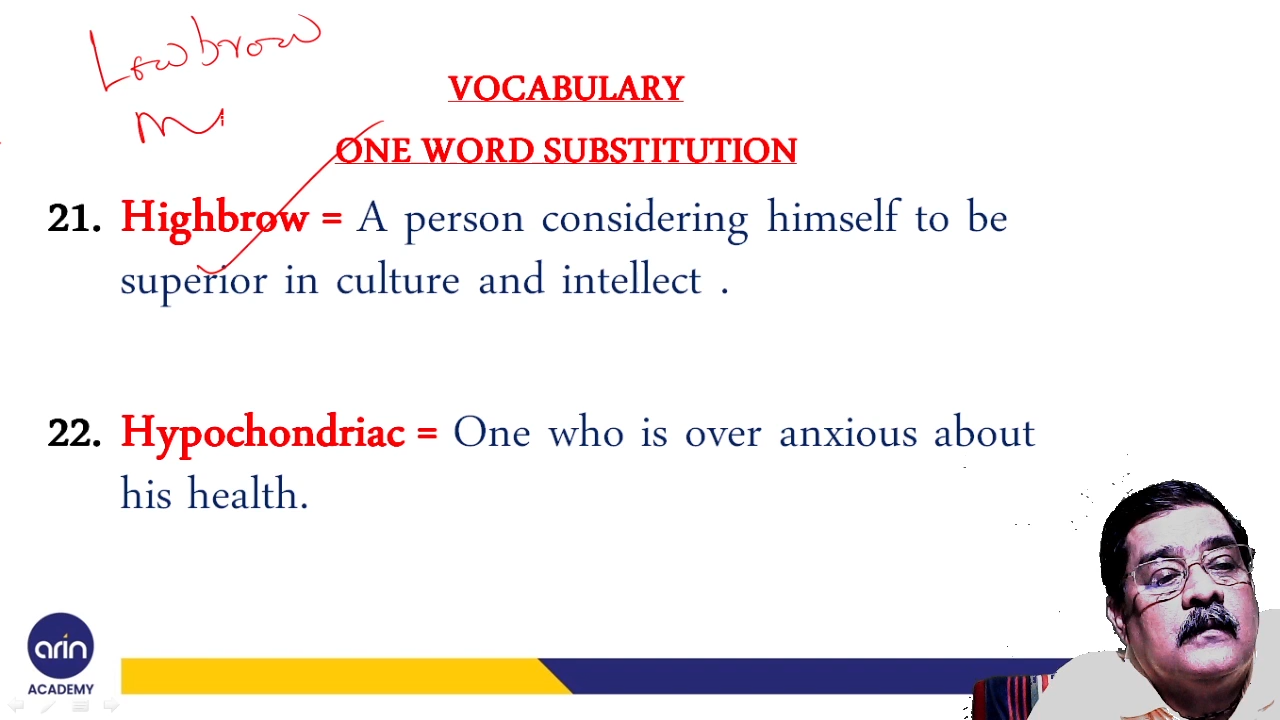 Lowbrow
VOCABULARY
ONE WORD SUBSTITUTION
21. Highbrow = A person considering himself to be
superior in culture and intellect .
22. Hypochondriac = One who is over anxious about
his health.
arin
ACADEMY